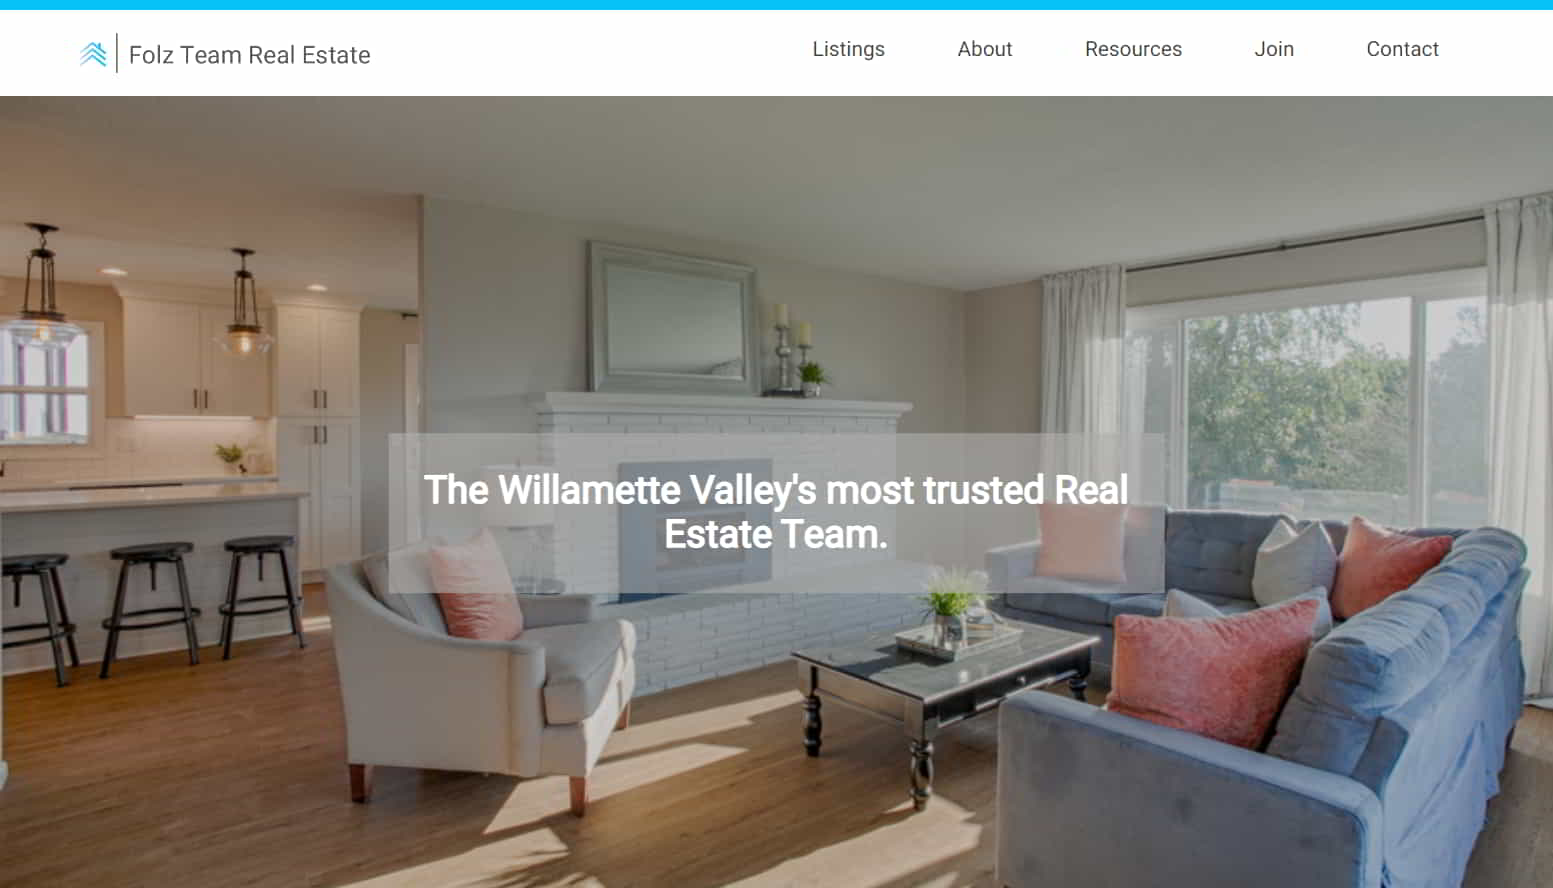 Folz Team Real Estate
Listings About Resources Join Contact
The Willamette Valley's most trusted Real
Estate Team.